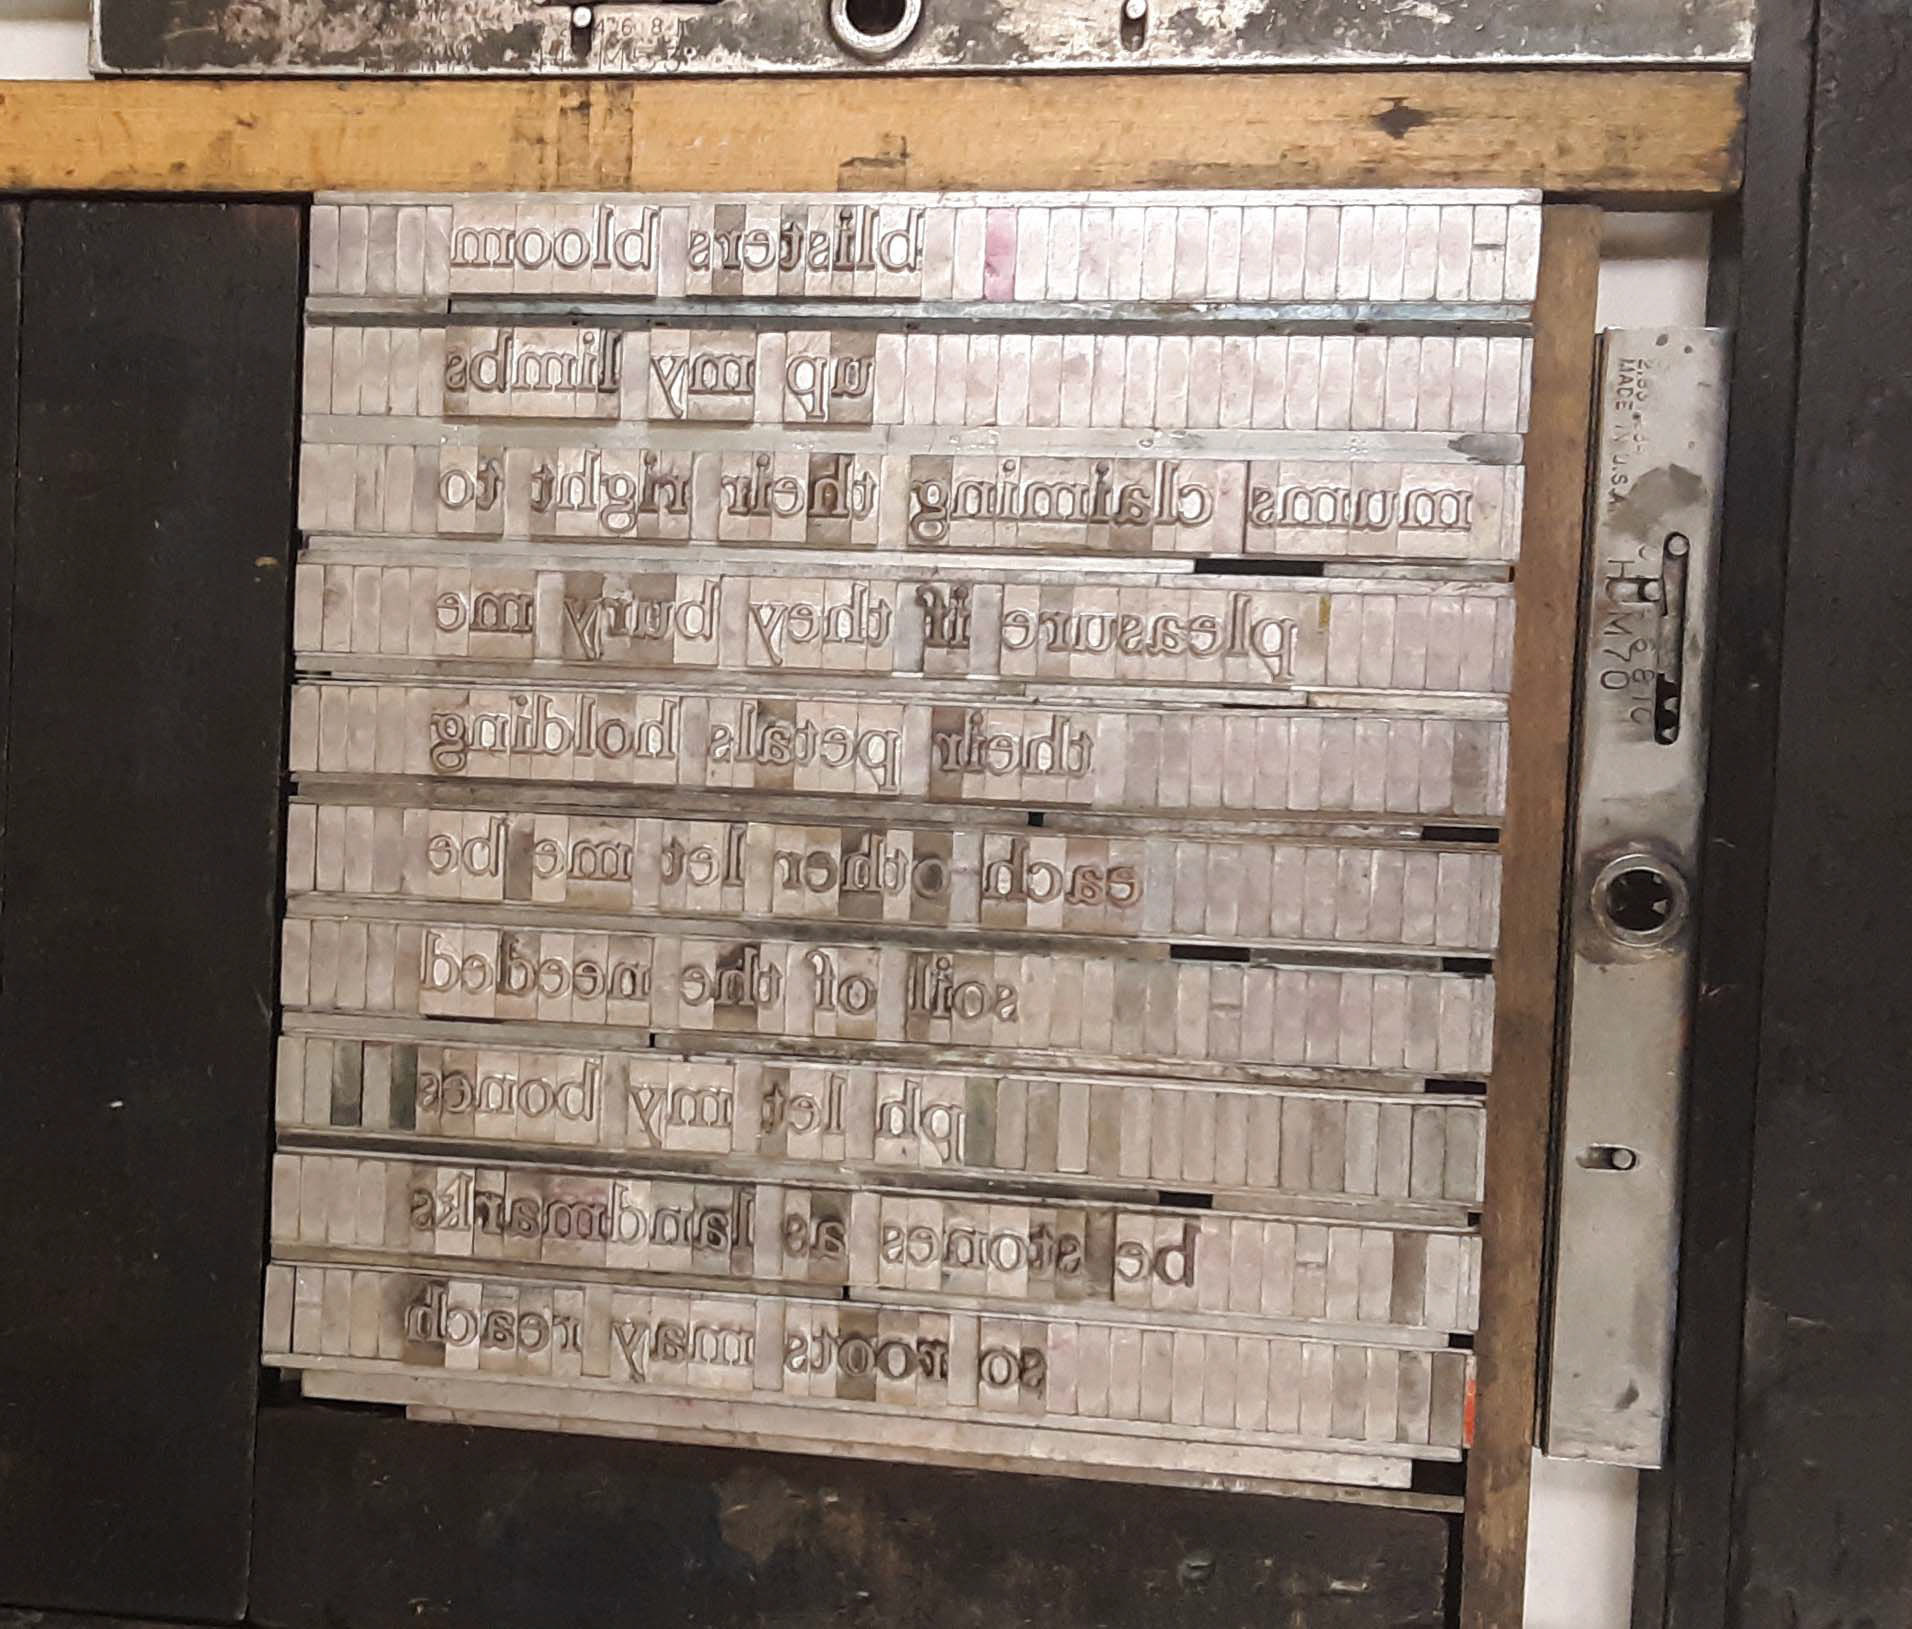 blisters bloom
up my limbs
mums claiming their right to
pleasure if they bury me
their petals holding
each other let me be
soil of the needed
ph let my bones
be stones as landmarks
so roots may reach
MADE IN U.S.A.